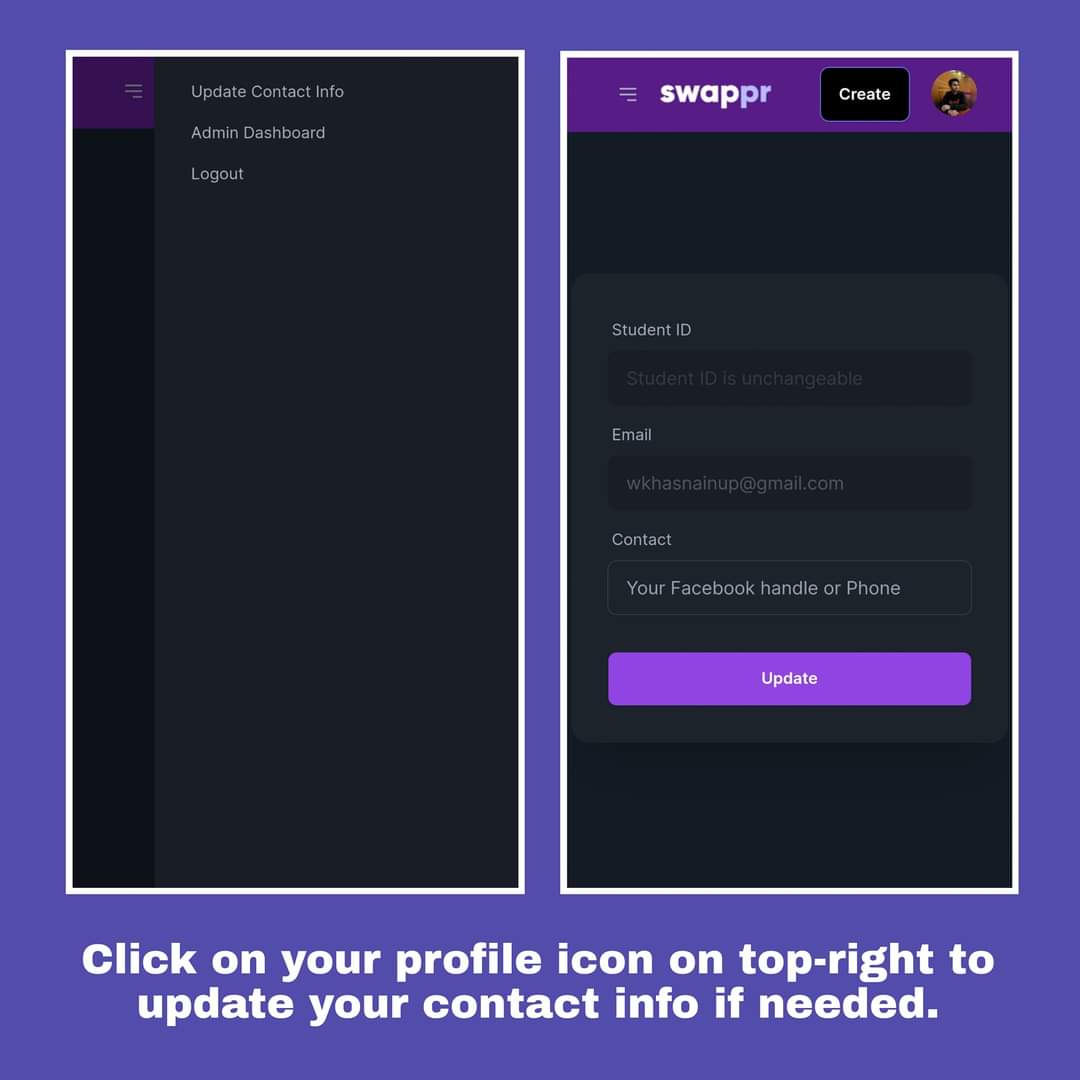 Update Contact Info
Admin Dashboard
Logout
swappr
Create
Student ID
Student ID is unchangeable
Email
wkhasnainup@gmail.com
Contact
Your Facebook handle or Phone
Update
Click on your profile icon on top-right to
update your contact info if needed.